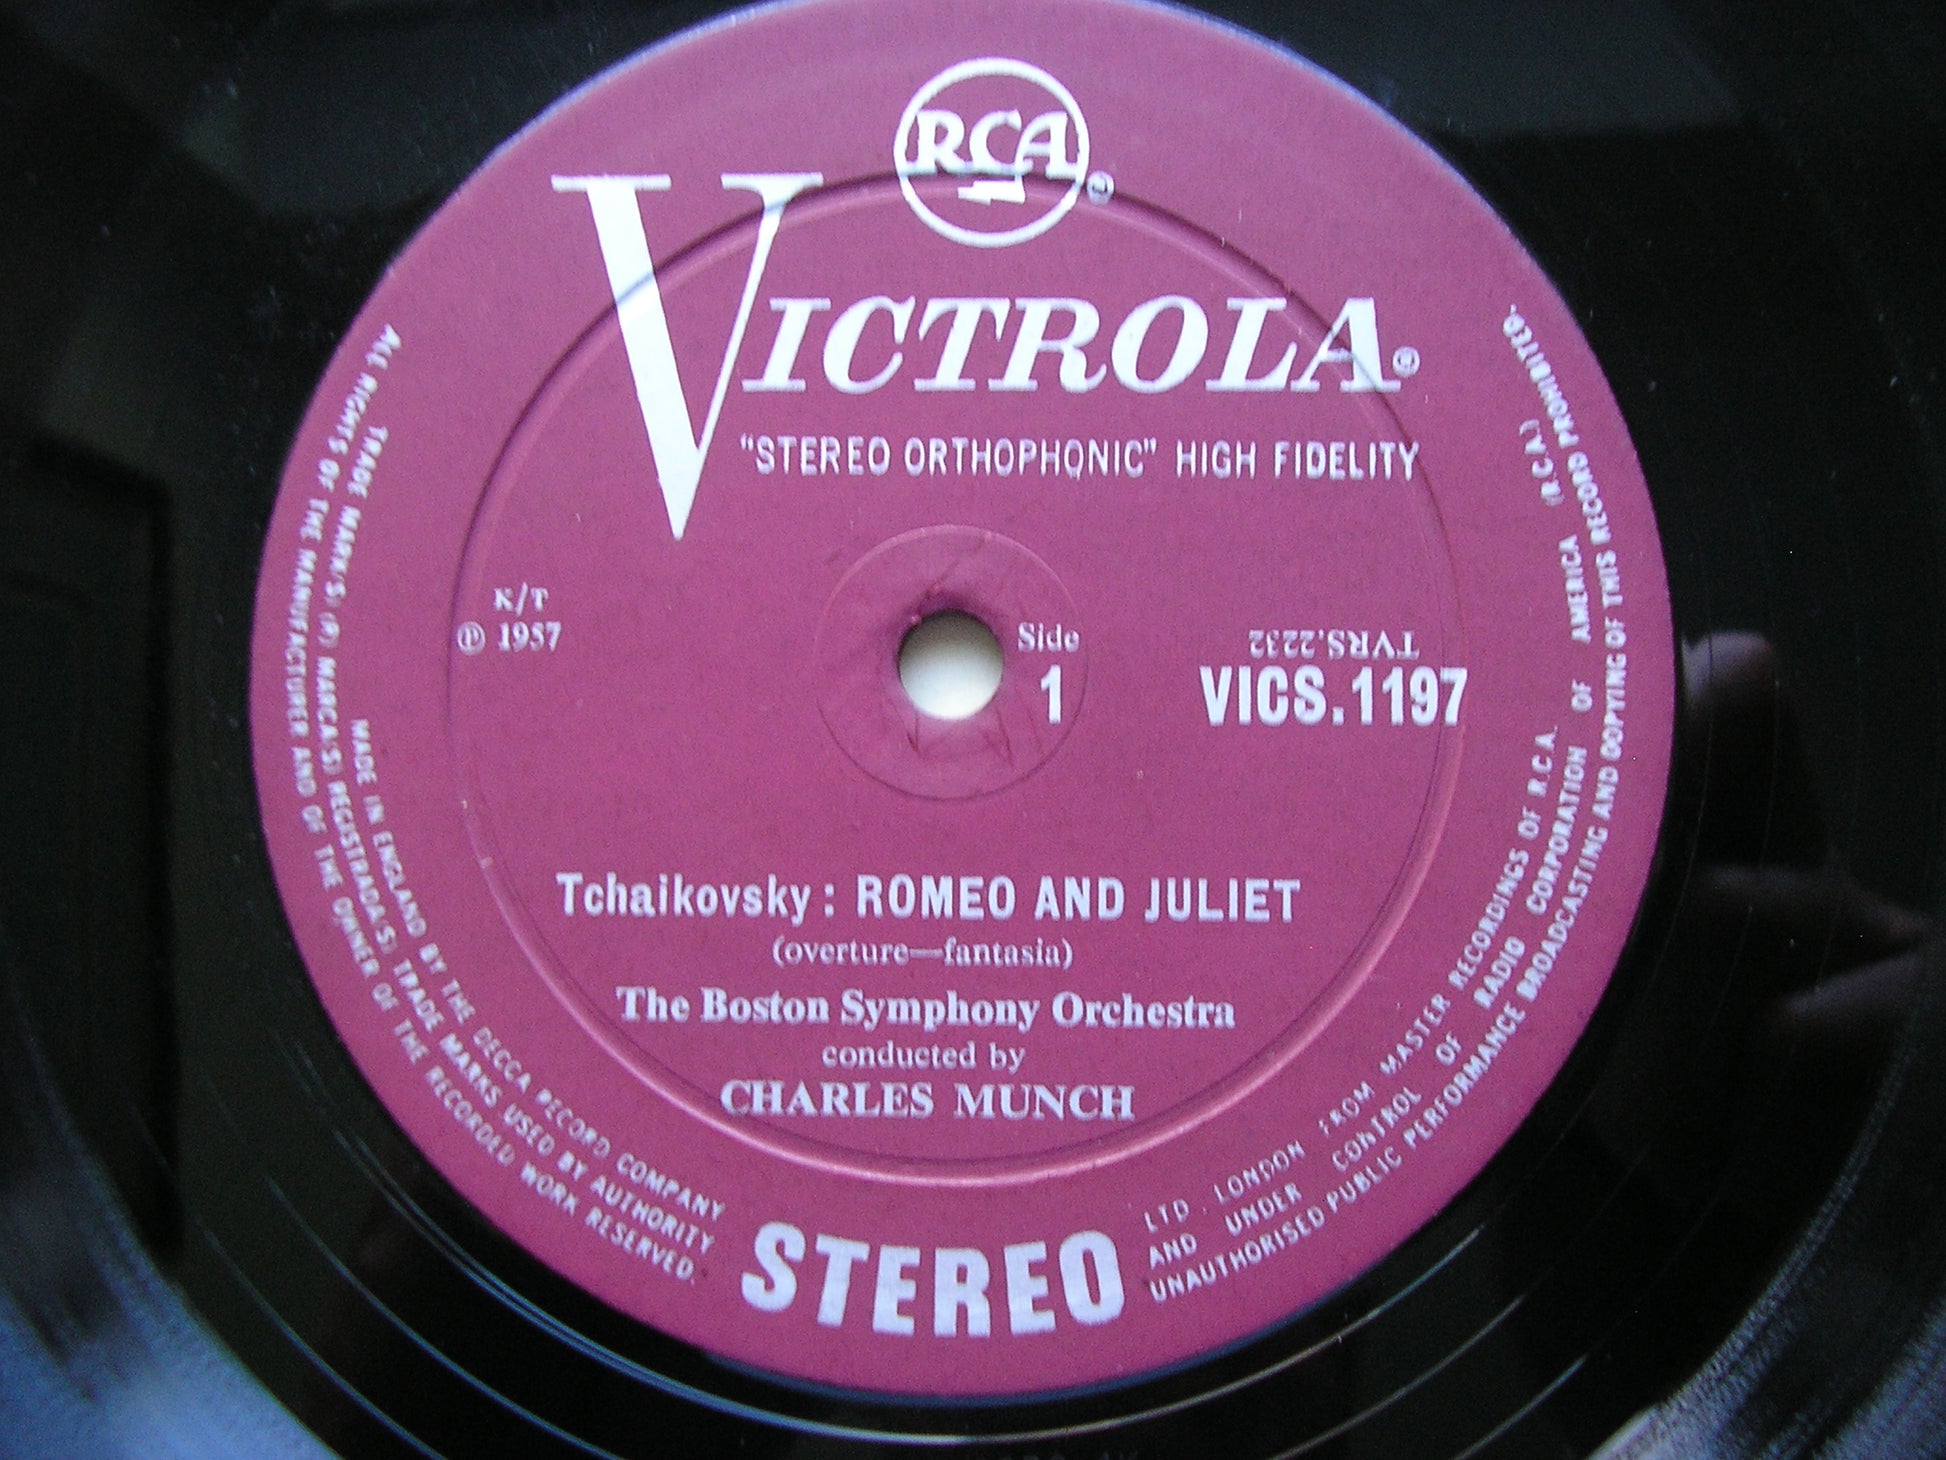 RCA
®
VICTROLA®
"STEREO ORTHOPHONIC" HIGH FIDELITY
K/T
℗ 1957
Side
1
TVRS.2232
VICS.1197
Tchaikovsky: ROMEO AND JULIET
(overture—fantasia)
The Boston Symphony Orchestra
conducted by
CHARLES MUNCH
STEREO
MADE IN ENGLAND BY THE DECCA RECORD COMPANY LTD. LONDON FROM MASTER RECORDINGS OF R.C.A.
TRADE MARK(S) (R) MARCA(S) REGISTRADA(S) TRADE MARKS USED BY AUTHORITY AND UNDER CONTROL OF RADIO CORPORATION OF AMERICA (RCA)
ALL RIGHTS OF THE MANUFACTURER AND OF THE OWNER OF THE RECORDED WORK RESERVED. UNAUTHORISED PUBLIC PERFORMANCE BROADCASTING AND COPYING OF THIS RECORD PROHIBITED.